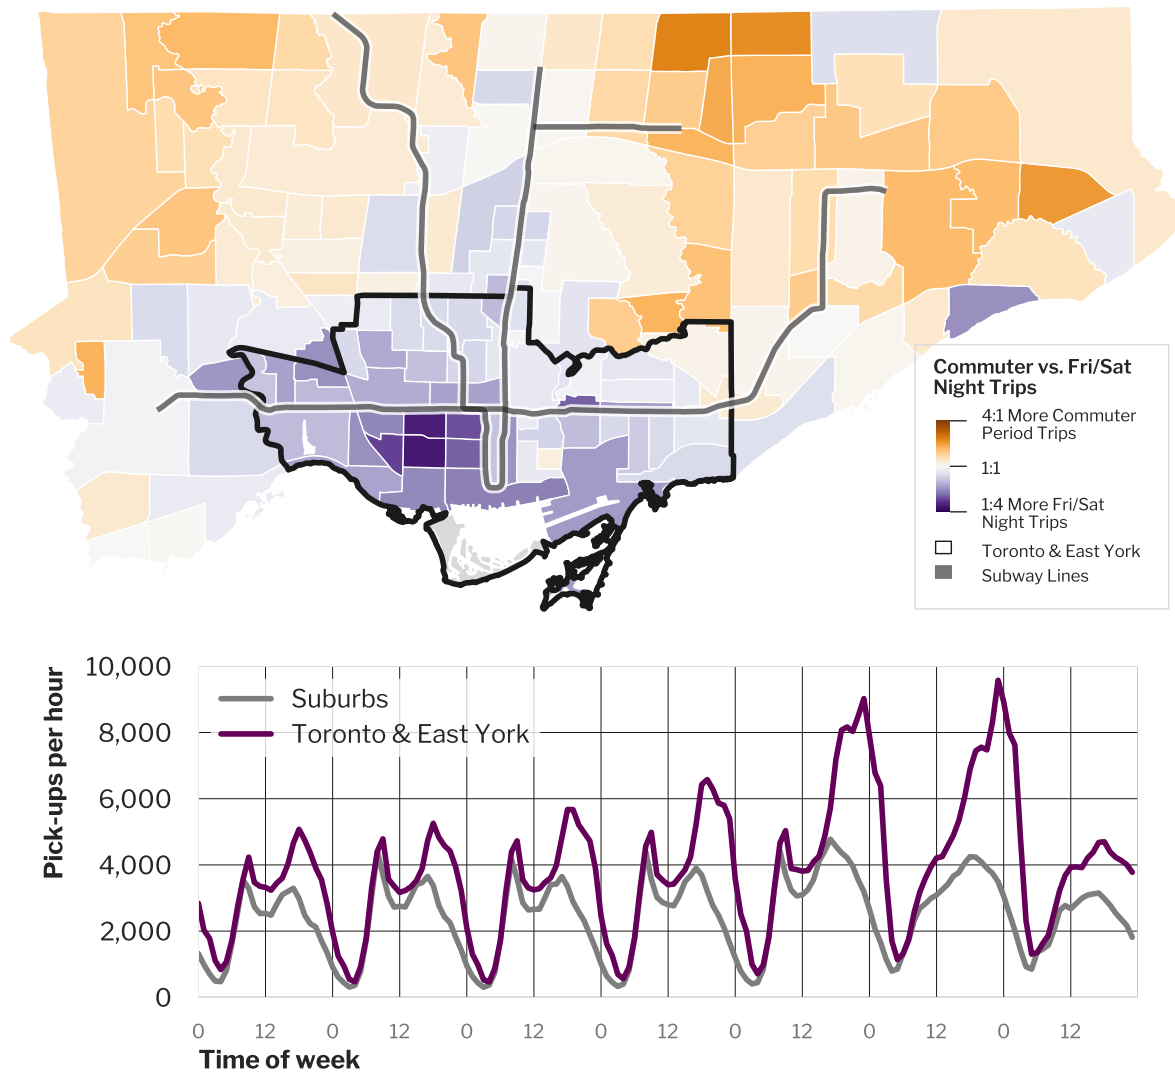 Commuter vs. Fri/Sat
Night Trips
4:1 More Commuter
Period Trips
1:1
1:4 More Fri/Sat
Night Trips
Toronto & East York
Subway Lines
Pick-ups per hour
10,000
8,000
6,000
4,000
2,000
0
Suburbs
Toronto & East York
0 12 0 12 0 12 0 12 0 12 0 12 0 12
Time of week